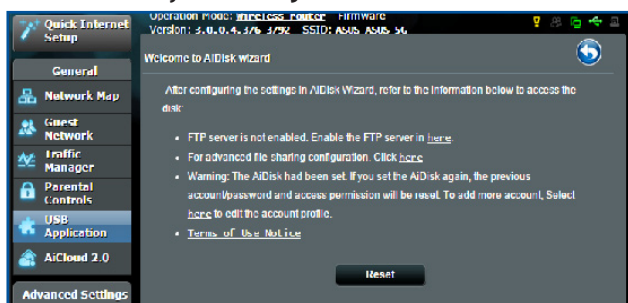 Quick Internet
Setup
Operation Mode: Wireless router Firmware
Version: 3.0.0.4.376_3792 SSID: ASUS ASUS_5G
General
Network Map
Guest
Network
Traffic
Manager
Parental
Controls
USB
Application
AiCloud 2.0
Advanced Settings
Welcome to AiDisk wizard
After configuring the settings in AiDisk Wizard, refer to the information below to access the
disk:
FTP server is not enabled. Enable the FTP server in here.
For advanced file sharing configuration. Click here
Warning: The AiDisk had been set. If you set the AiDisk again, the previous
account/password and access permission will be reset. To add more account, Select
here to edit the account profile.
Terms of Use Notice
Reset